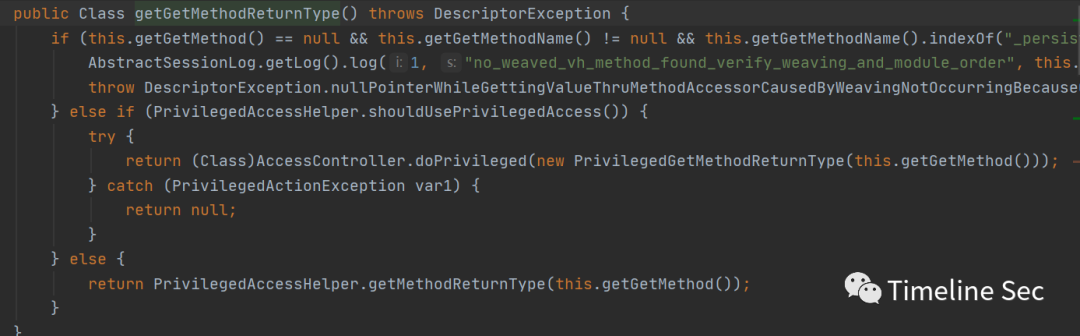 public Class getGetMethodReturnType() throws DescriptorException {
if (this.getGetMethod() == null && this.getGetMethodName() != null && this.getGetMethodName().indexOf("_persis
AbstractSessionLog.getLog().log( i: 1, s: "no_weaved_vh_method_found_verify_weaving_and_module_order", this.
throw DescriptorException.nullPointerWhileGettingValueThruMethodAccessorCausedByWeavingNotOccurringBecause
} else if (PrivilegedAccessHelper.shouldUsePrivilegedAccess()) {
try {
return (Class)AccessController.doPrivileged(new PrivilegedGetMethodReturnType(this.getGetMethod()));
} catch (PrivilegedActionException var1) {
return null;
}
} else {
return PrivilegedAccessHelper.getMethodReturnType(this.getGetMethod());
}
}
Timeline Sec